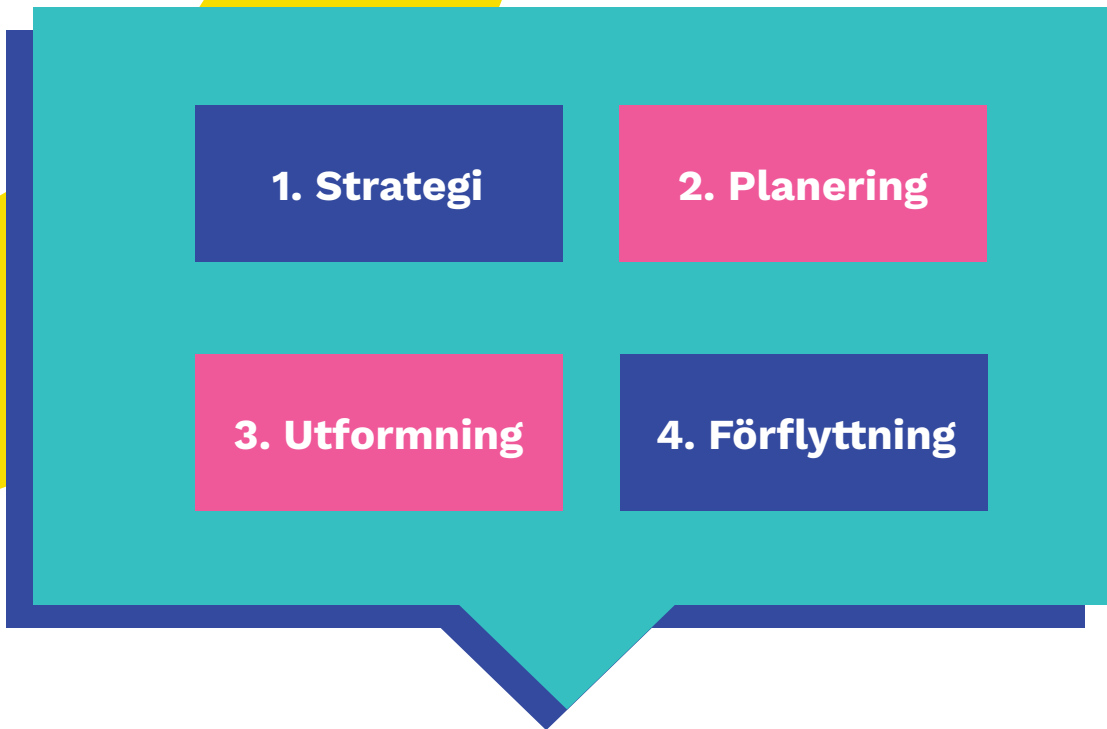 1. Strategi
2. Planering
3. Utformning
4. Förflyttning